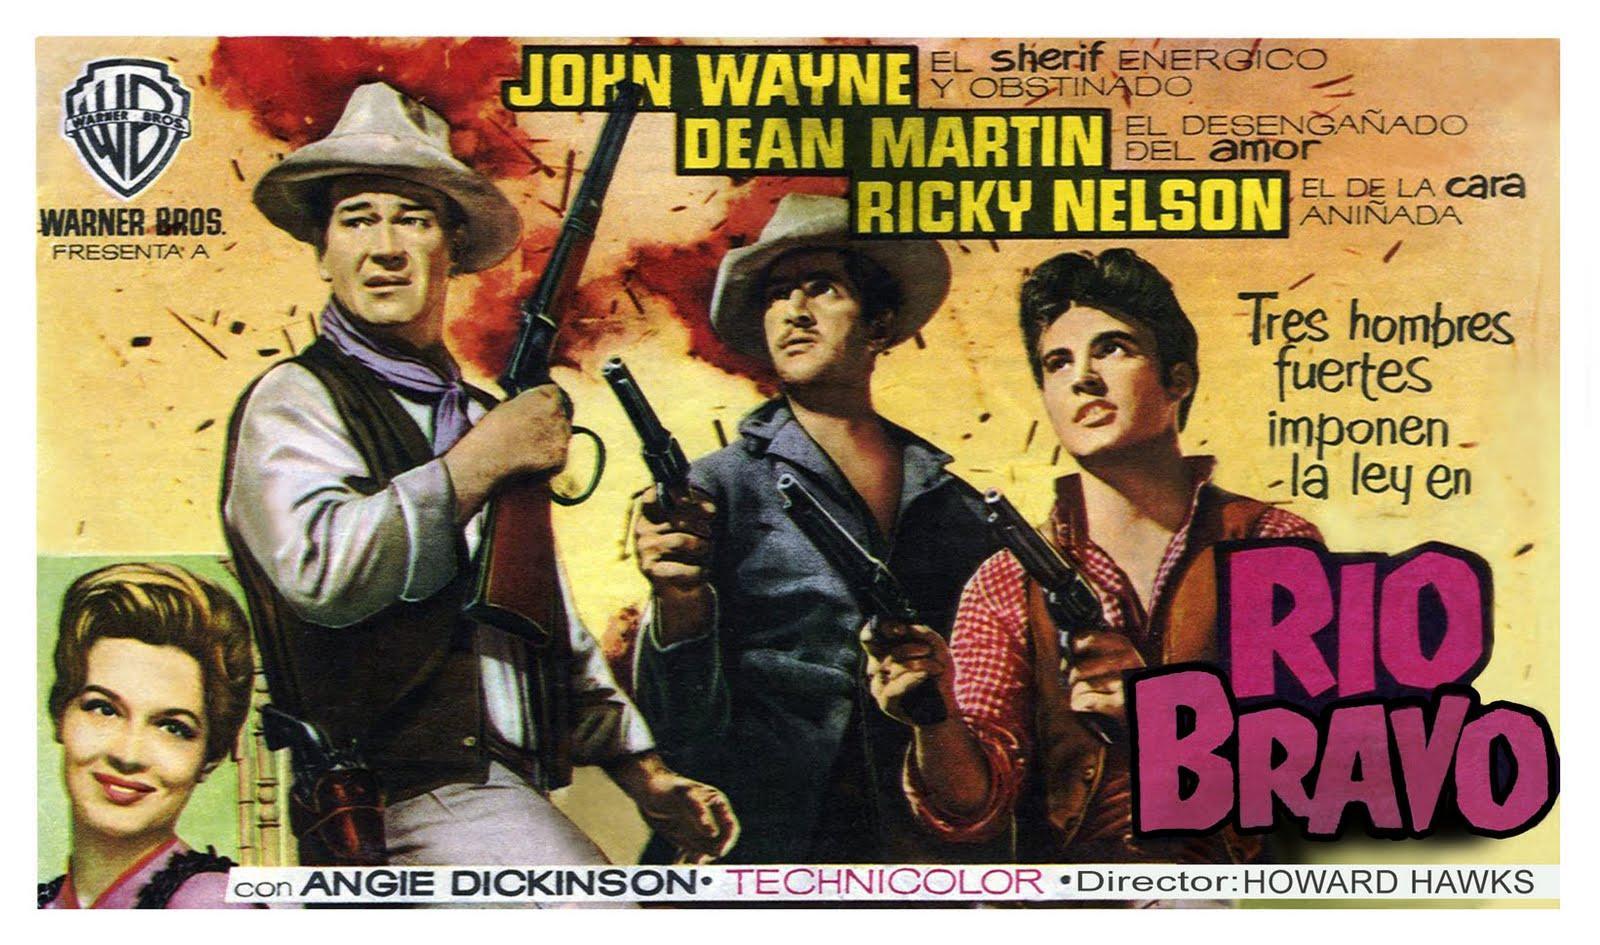 WB
WARNER BROS.
WARNER BROS.
PRESENTA A
JOHN WAYNE
EL sherif ENERGICO
Y OBSTINADO
DEAN MARTIN
EL DESENGAÑADO
DEL amor
RICKY NELSON
EL DE LA cara
ANIÑADA
Tres hombres
fuertes
imponen
la ley en
RIO
BRAVO
con ANGIE DICKINSON • TECHNICOLOR • Director: HOWARD HAWKS